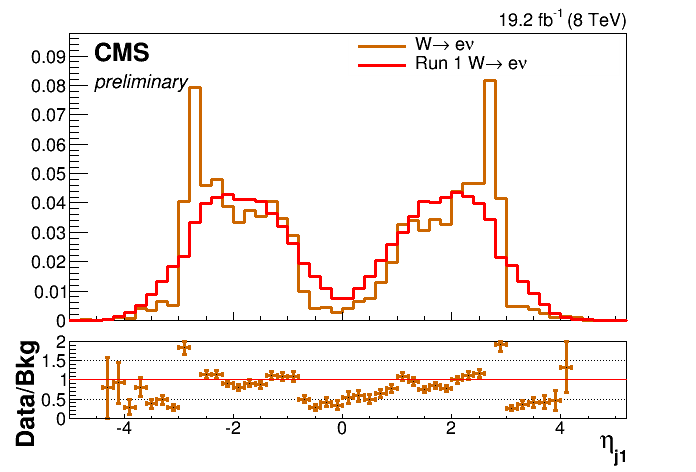 19.2 fb⁻¹ (8 TeV)
CMS
preliminary
W→ eν
Run 1 W→ eν
0.09
0.08
0.07
0.06
0.05
0.04
0.03
0.02
0.01
0
Data/Bkg
2
1.5
1
0.5
0
-4 -2 0 2 4
η_j1